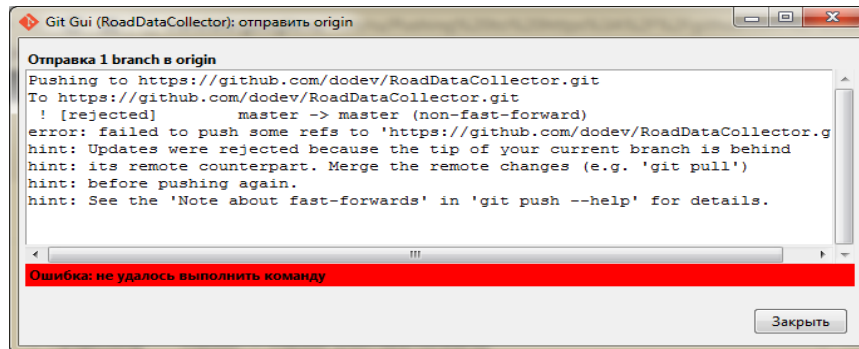 Git Gui (RoadDataCollector): отправить origin
Отправка 1 branch в origin
Pushing to https://github.com/dodev/RoadDataCollector.git
To https://github.com/dodev/RoadDataCollector.git
 ! [rejected]        master -> master (non-fast-forward)
error: failed to push some refs to 'https://github.com/dodev/RoadDataCollector.g
hint: Updates were rejected because the tip of your current branch is behind
hint: its remote counterpart. Merge the remote changes (e.g. 'git pull')
hint: before pushing again.
hint: See the 'Note about fast-forwards' in 'git push --help' for details.
Ошибка: не удалось выполнить команду
Закрыть